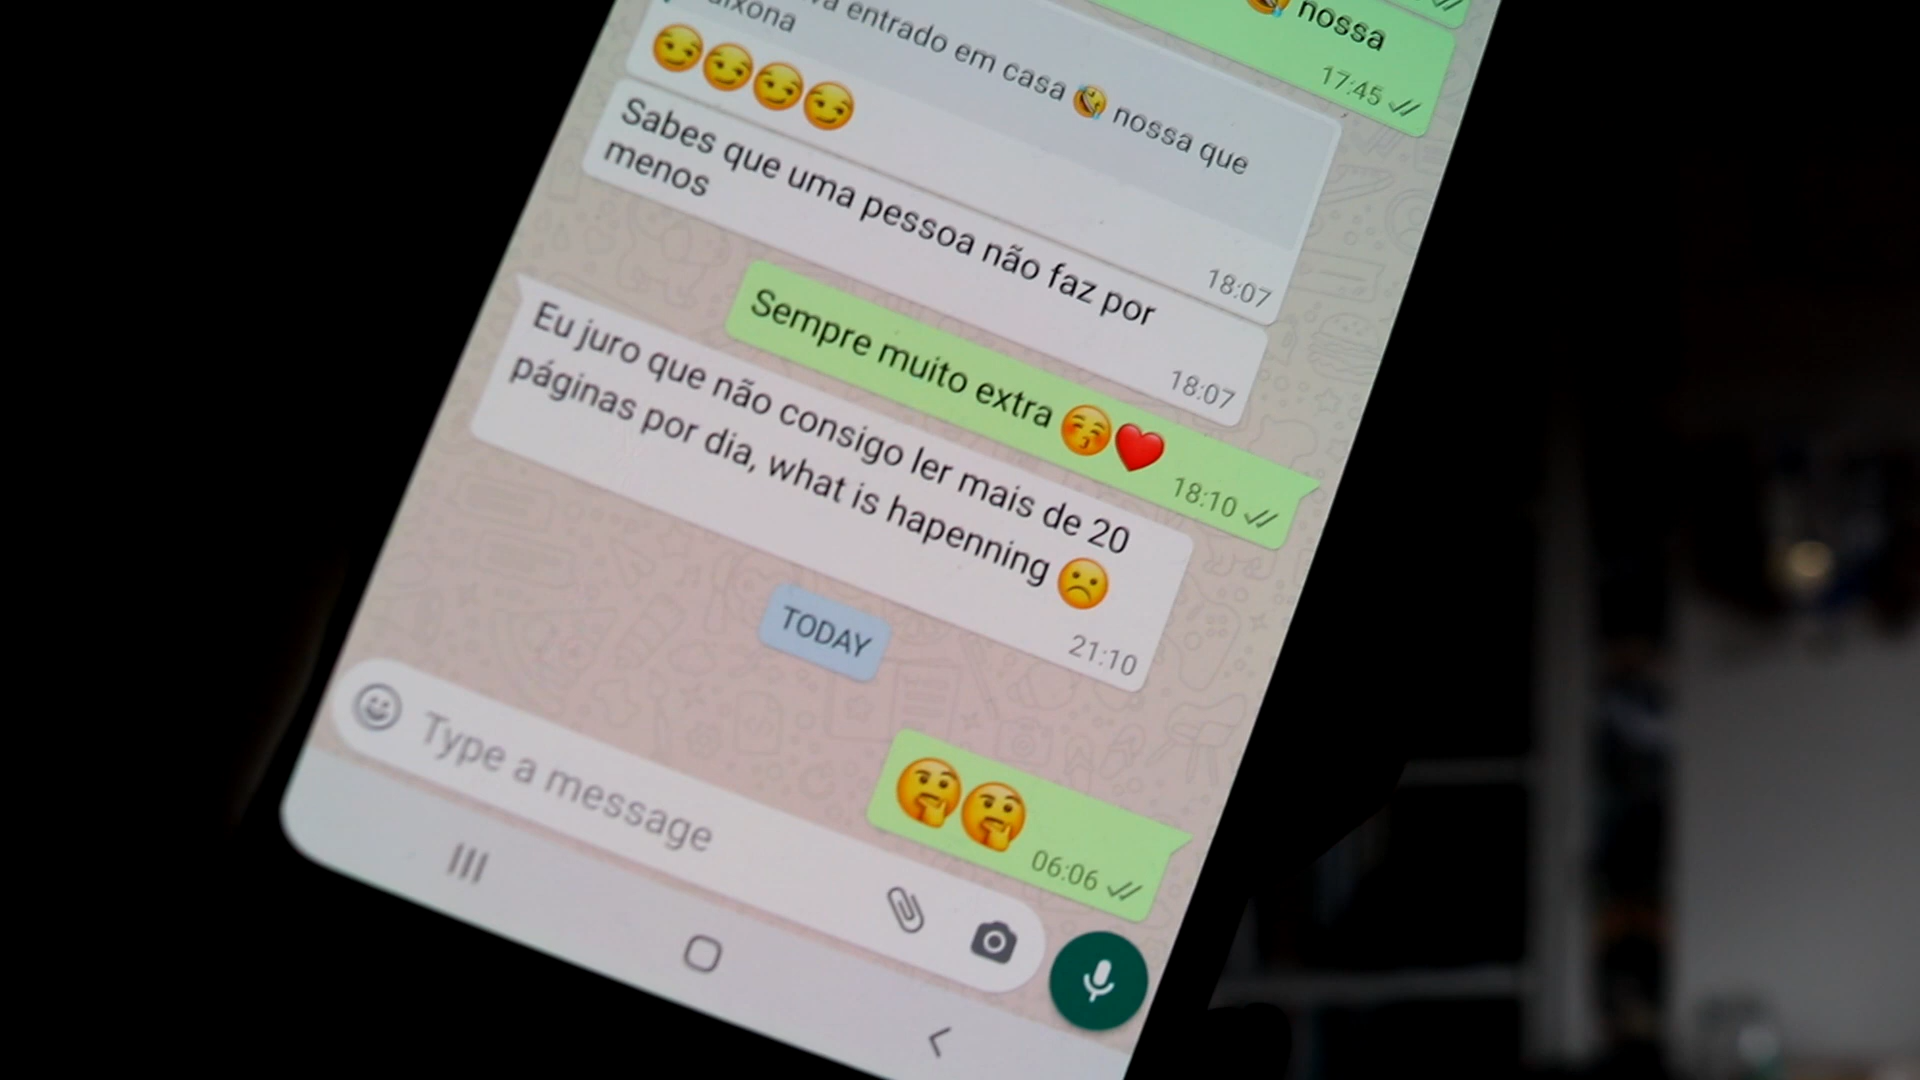 nossa
17:45
entrado em casa 🤣 nossa que
😏😏😏😏
18:07
Sabes que uma pessoa não faz por
menos
18:07
Sempre muito extra 😚❤️
18:10
Eu juro que não consigo ler mais de 20
páginas por dia, what is hapenning ☹️
21:10
TODAY
🤔🤔
06:06
Type a message